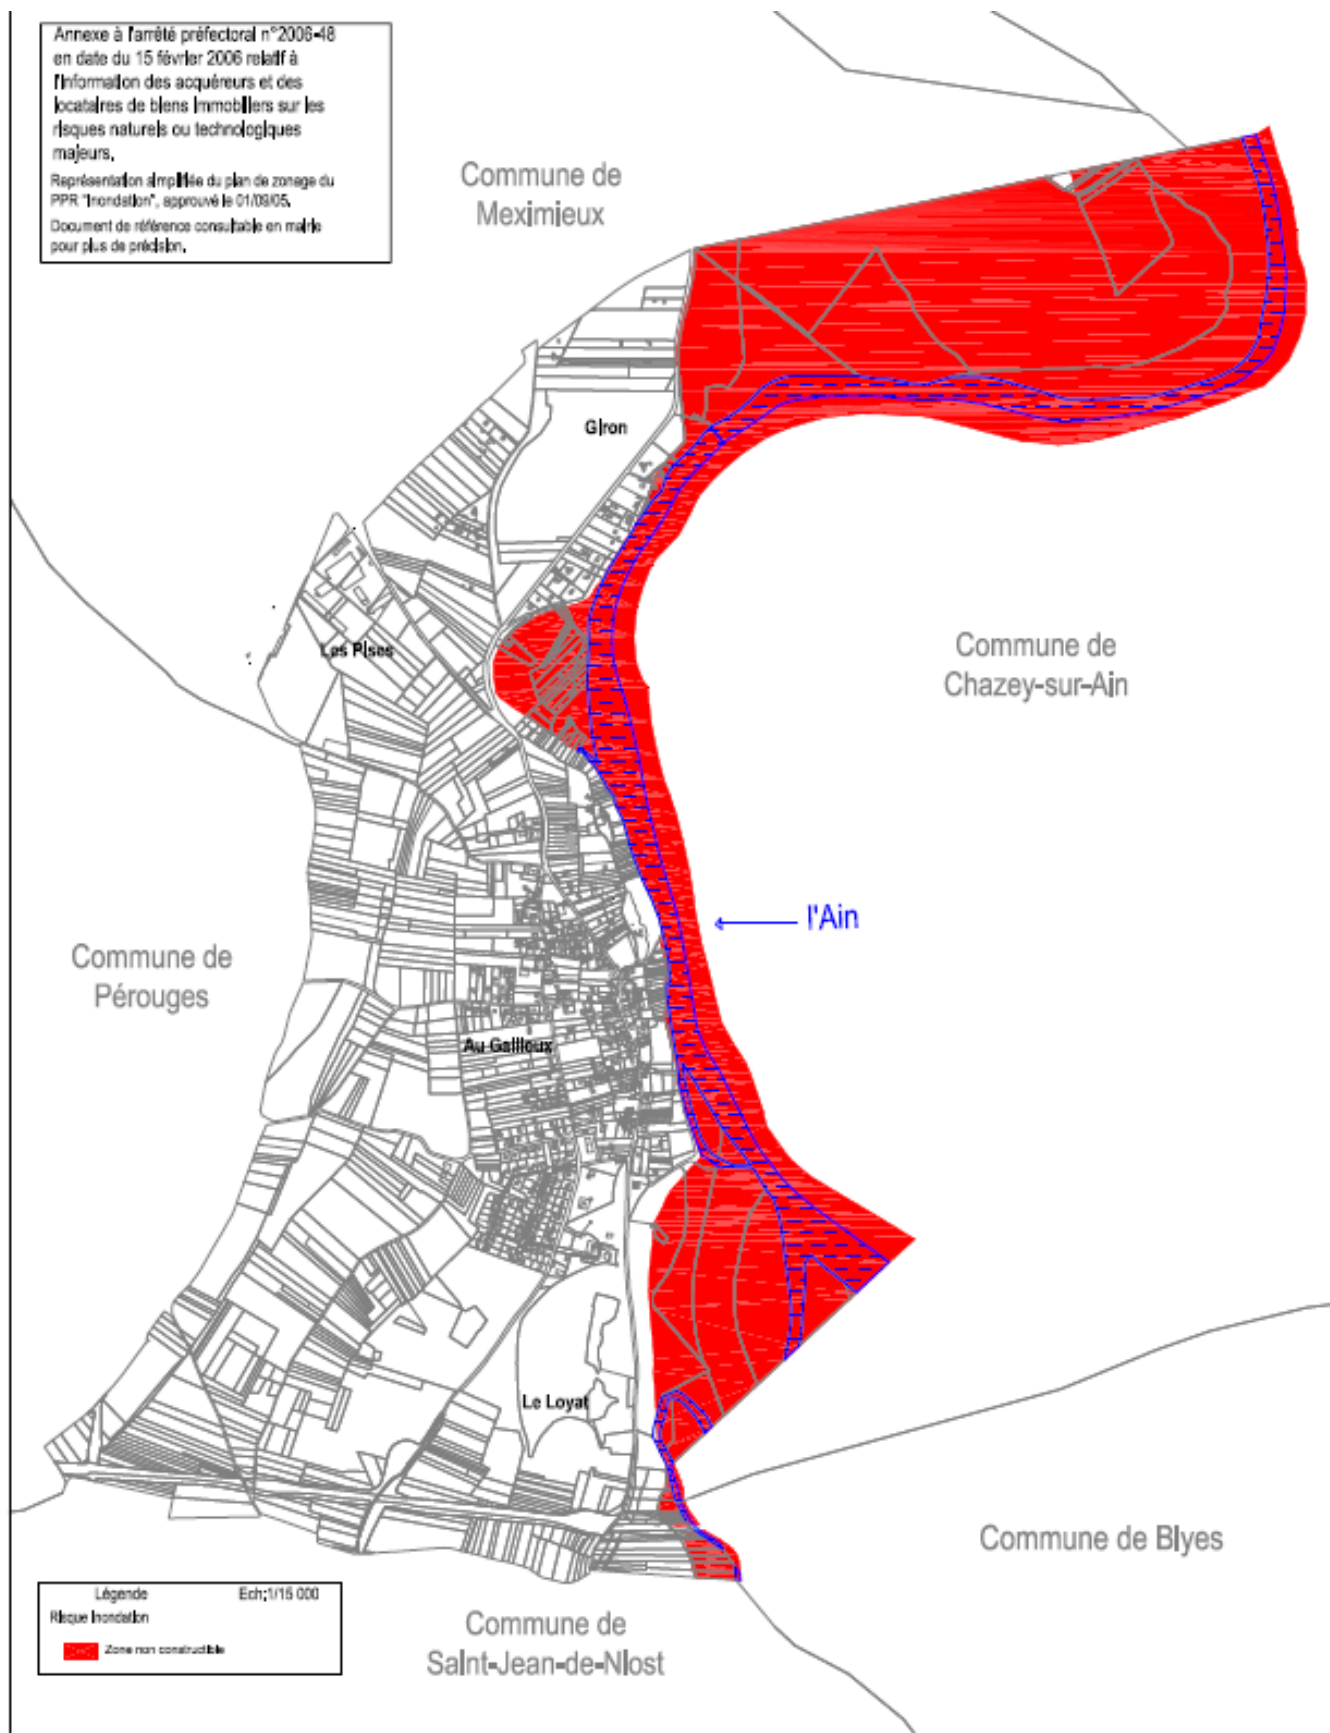 Annexe à l'arrêté préfectoral n°2006-48
en date du 15 février 2006 relatif à
l'information des acquéreurs et des
locataires de biens immobiliers sur les
risques naturels ou technologiques
majeurs.
Représentation simplifiée du plan de zonage du
PPR "Inondation", approuvé le 01/09/05.
Document de référence consultable en mairie
pour plus de précision.
Commune de
Meximieux
Giron
Les Pises
Commune de
Chazey-sur-Ain
l'Ain
Commune de
Pérouges
Au Gailloux
Le Loyat
Commune de Blyes
Commune de
Saint-Jean-de-Niost
Légende Ech:1/15 000
Risque Inondation
Zone non constructible